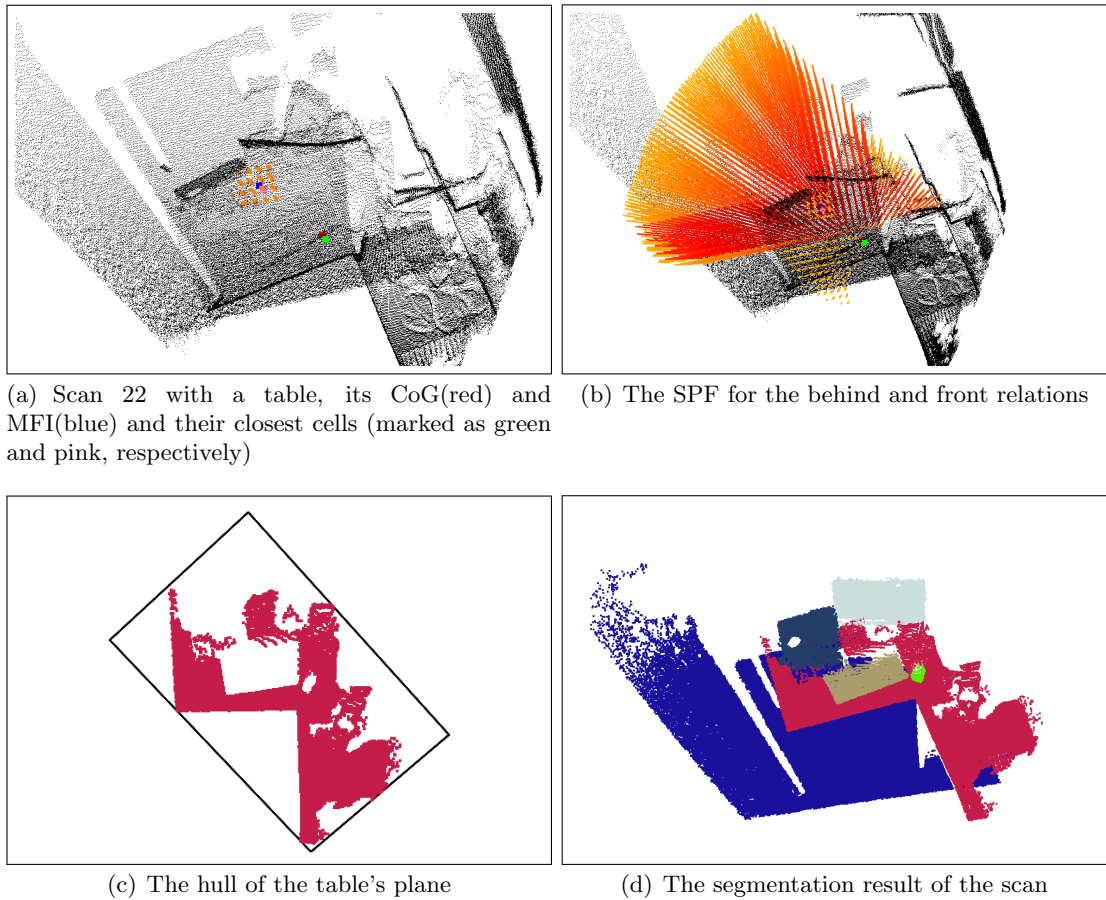 (a) Scan 22 with a table, its CoG(red) and
MFI(blue) and their closest cells (marked as green
and pink, respectively)
(b) The SPF for the behind and front relations
(c) The hull of the table's plane
(d) The segmentation result of the scan